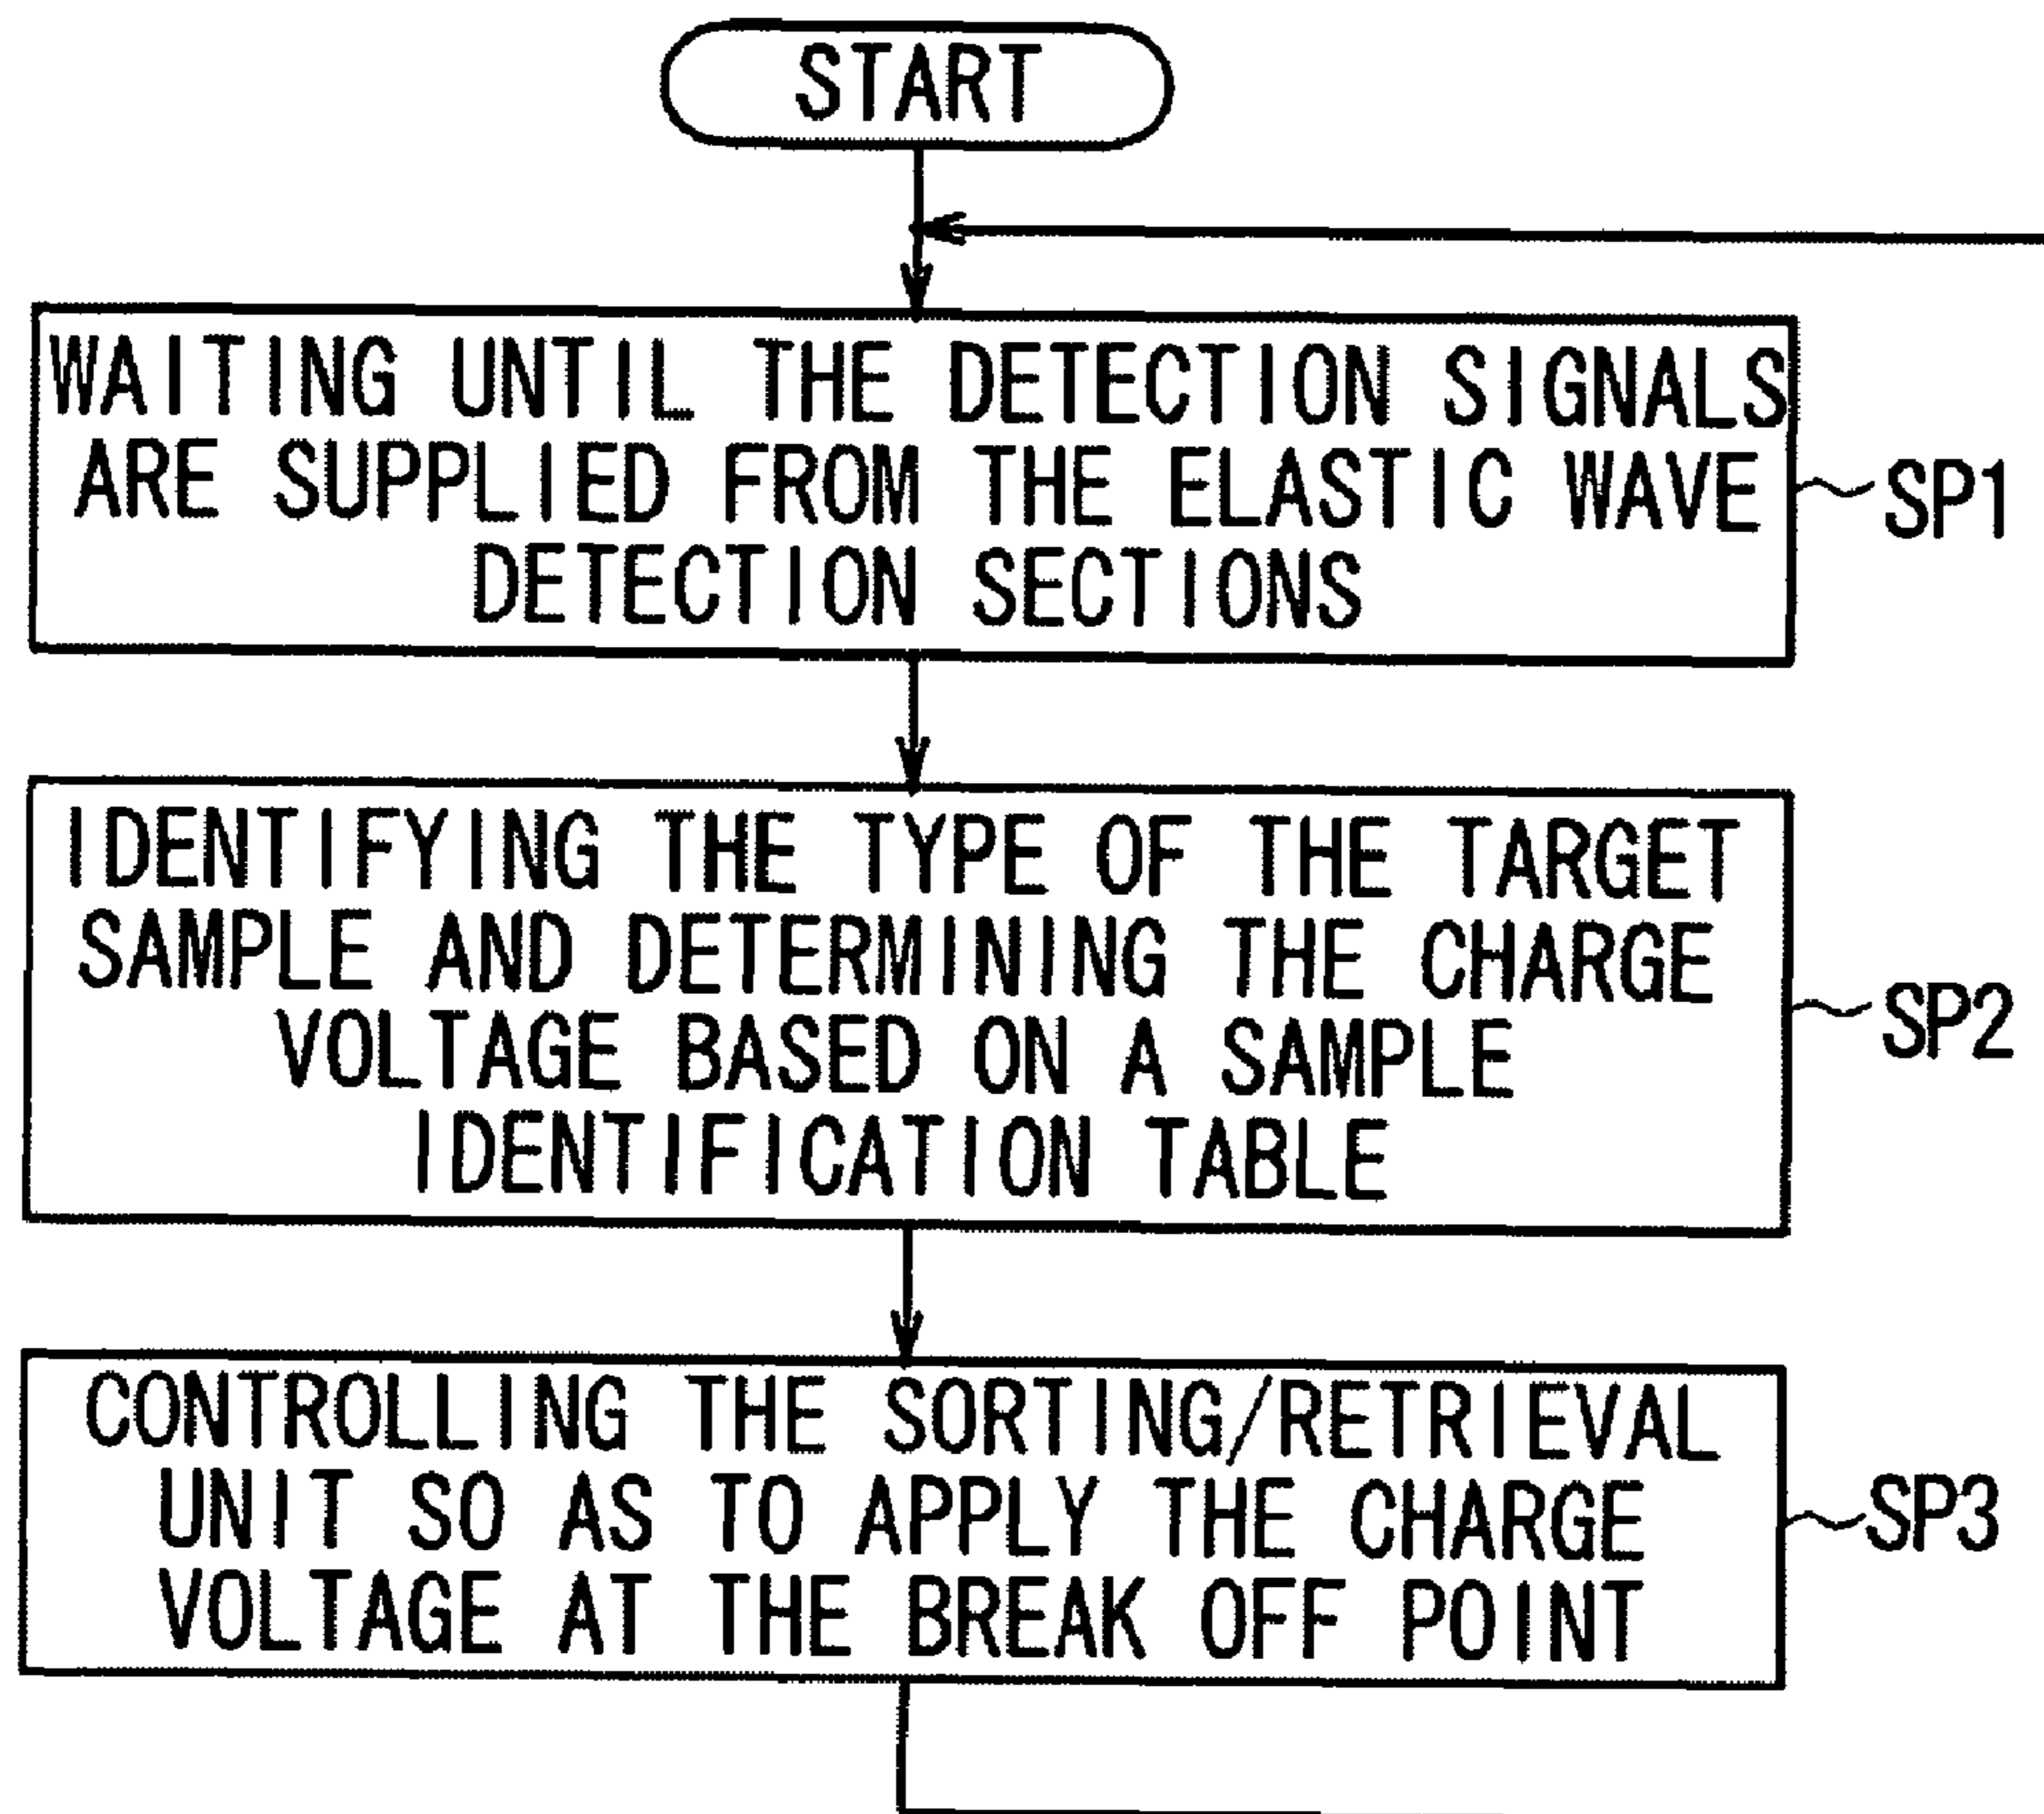 START
WAITING UNTIL THE DETECTION SIGNALS
ARE SUPPLIED FROM THE ELASTIC WAVE
DETECTION SECTIONS
SP1
IDENTIFYING THE TYPE OF THE TARGET
SAMPLE AND DETERMINING THE CHARGE
VOLTAGE BASED ON A SAMPLE
IDENTIFICATION TABLE
SP2
CONTROLLING THE SORTING/RETRIEVAL
UNIT SO AS TO APPLY THE CHARGE
VOLTAGE AT THE BREAK OFF POINT
SP3